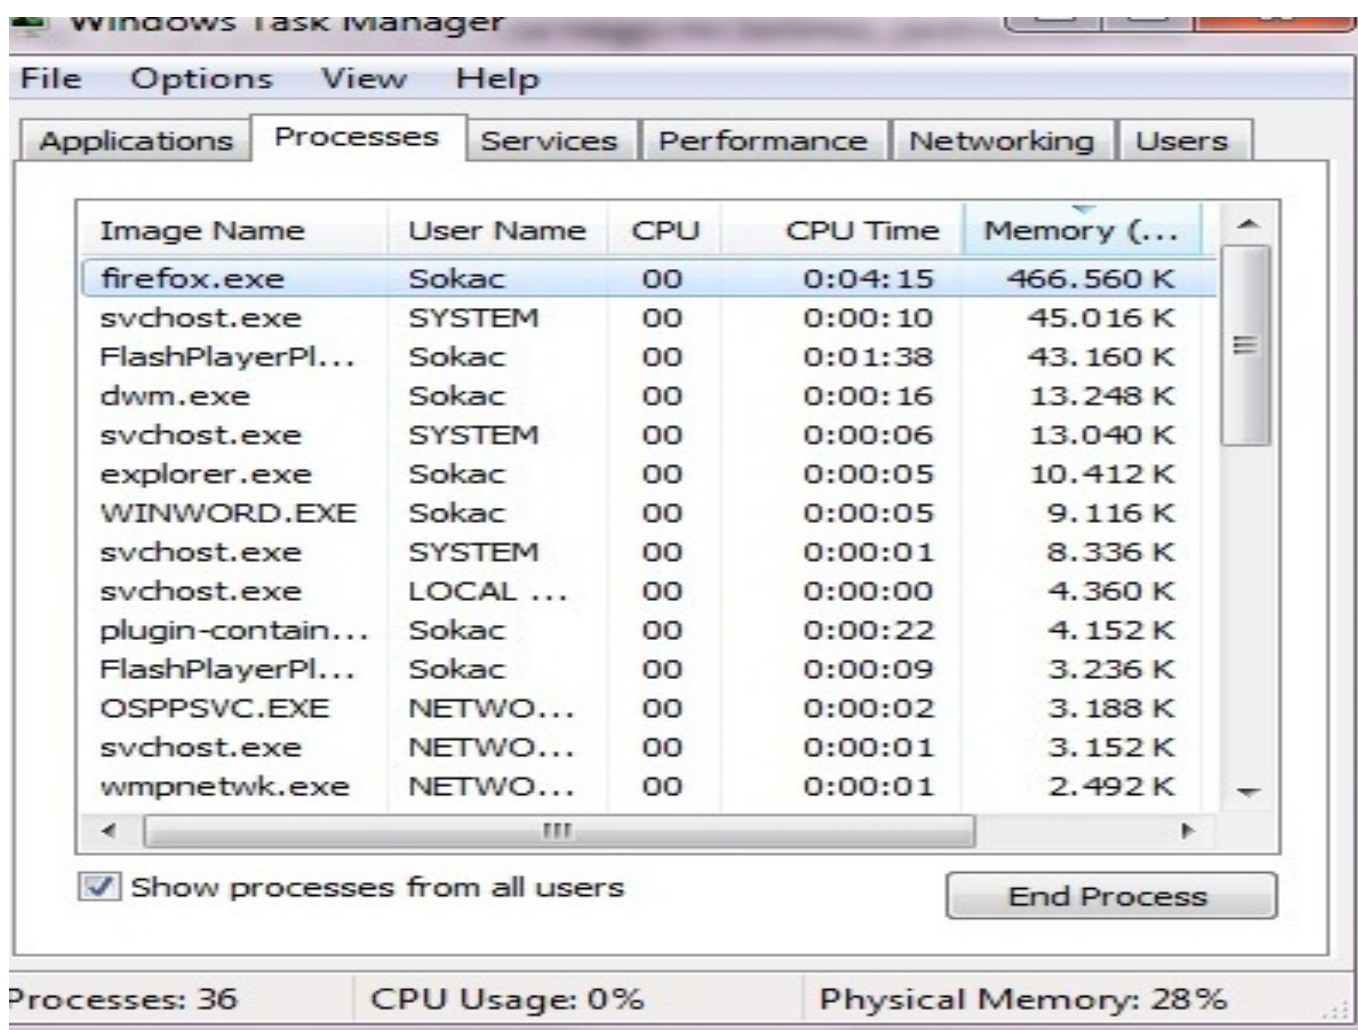 Windows Task Manager
File Options View Help
Applications Processes Services Performance Networking Users
Image Name User Name CPU CPU Time Memory (...
firefox.exe Sokac 00 0:04:15 466.560 K
svchost.exe SYSTEM 00 0:00:10 45.016 K
FlashPlayerPl... Sokac 00 0:01:38 43.160 K
dwm.exe Sokac 00 0:00:16 13.248 K
svchost.exe SYSTEM 00 0:00:06 13.040 K
explorer.exe Sokac 00 0:00:05 10.412 K
WINWORD.EXE Sokac 00 0:00:05 9.116 K
svchost.exe SYSTEM 00 0:00:01 8.336 K
svchost.exe LOCAL ... 00 0:00:00 4.360 K
plugin-contain... Sokac 00 0:00:22 4.152 K
FlashPlayerPl... Sokac 00 0:00:09 3.236 K
OSPPSVC.EXE NETWO... 00 0:00:02 3.188 K
svchost.exe NETWO... 00 0:00:01 3.152 K
wmpnetwk.exe NETWO... 00 0:00:01 2.492 K
Show processes from all users
End Process
Processes: 36 CPU Usage: 0% Physical Memory: 28%